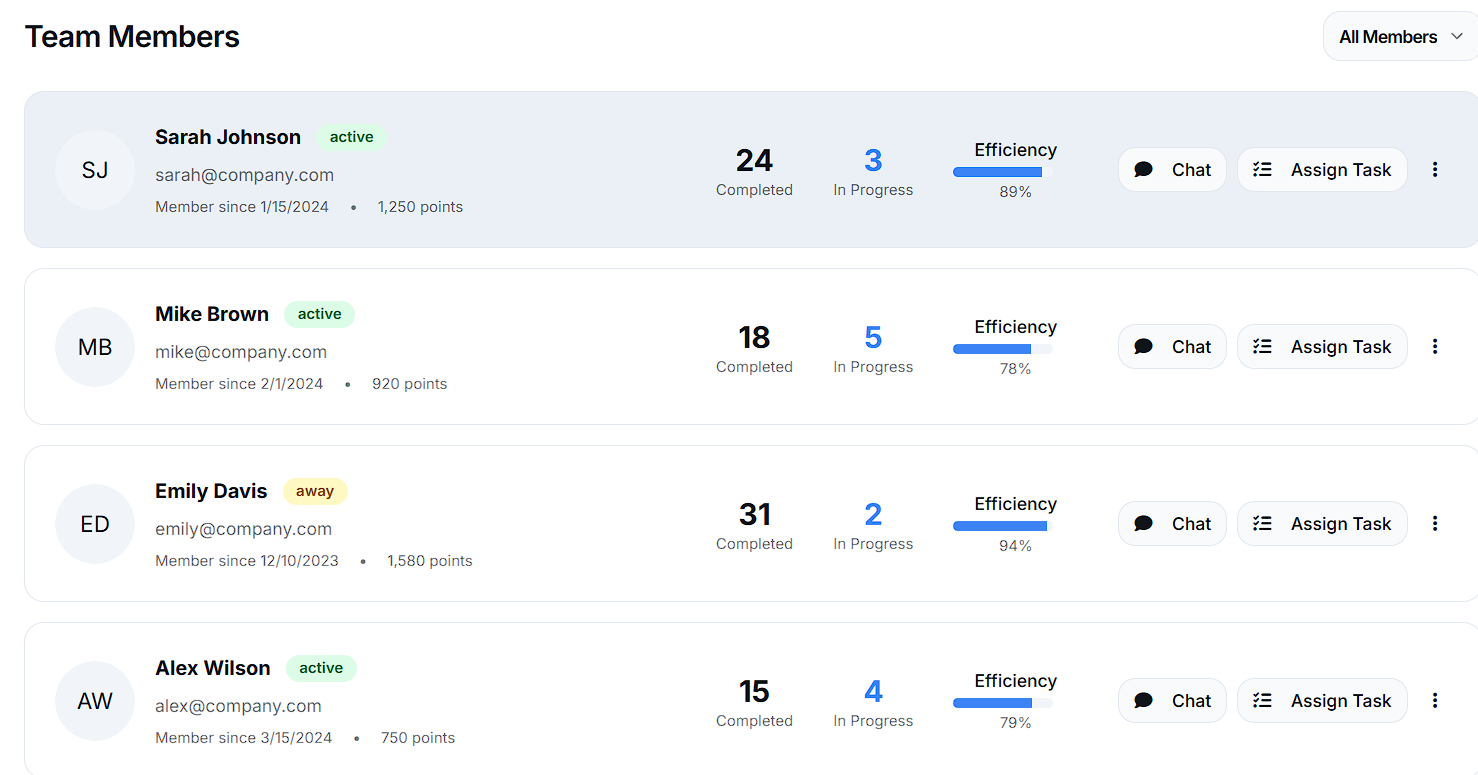 Team Members
All Members
SJ
Sarah Johnson active
sarah@company.com
Member since 1/15/2024 • 1,250 points
24
Completed
3
In Progress
Efficiency
89%
Chat
Assign Task
MB
Mike Brown active
mike@company.com
Member since 2/1/2024 • 920 points
18
Completed
5
In Progress
Efficiency
78%
Chat
Assign Task
ED
Emily Davis away
emily@company.com
Member since 12/10/2023 • 1,580 points
31
Completed
2
In Progress
Efficiency
94%
Chat
Assign Task
AW
Alex Wilson active
alex@company.com
Member since 3/15/2024 • 750 points
15
Completed
4
In Progress
Efficiency
79%
Chat
Assign Task